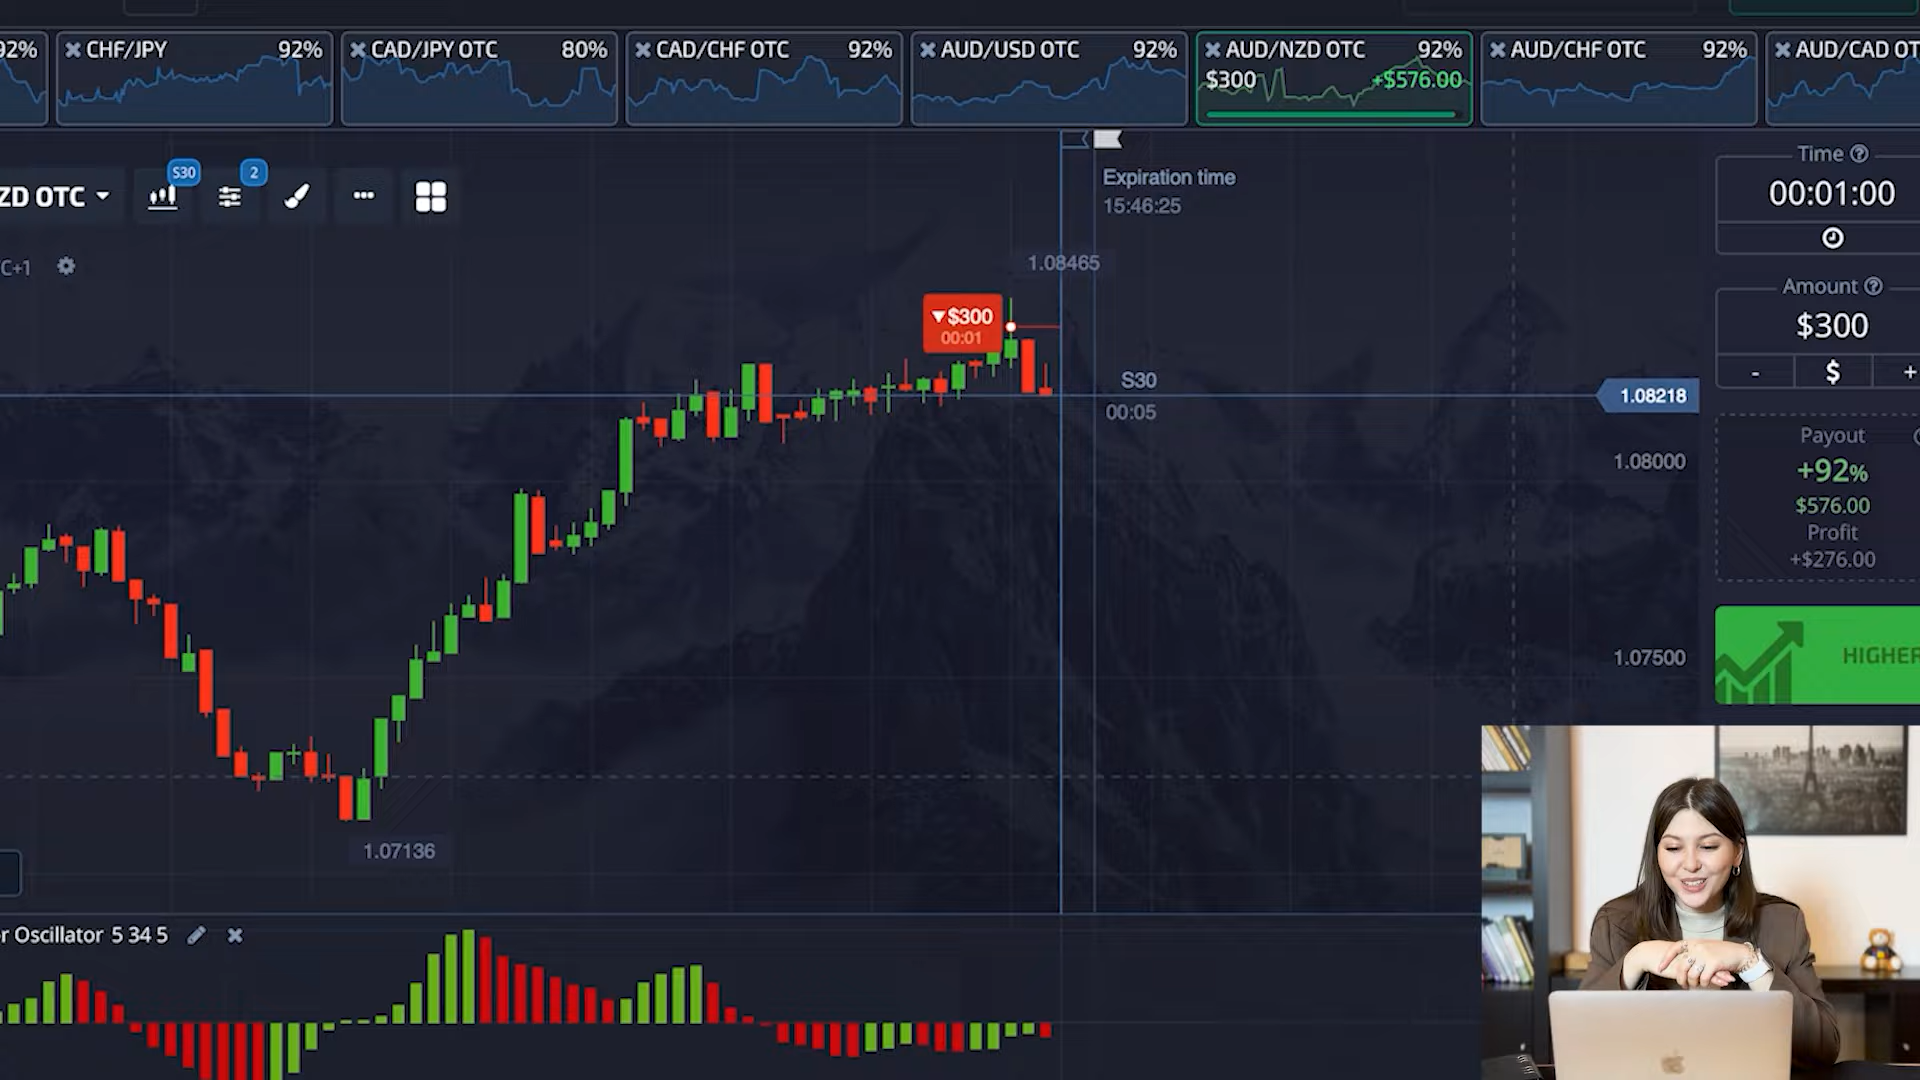 92%
CHF/JPY 92%
CAD/JPY OTC 80%
CAD/CHF OTC 92%
AUD/USD OTC 92%
AUD/NZD OTC 92%
$300 +$576.00
AUD/CHF OTC 92%
AUD/CAD OT
ZD OTC
S30
2
C+1
Expiration time
15:46:25
1.08465
$300
00:01
S30
00:05
1.08218
1.08000
1.07500
1.07136
Time
00:01:00
Amount
$300
- $ +
Payout
+92%
$576.00
Profit
+$276.00
HIGHER
r Oscillator 5 34 5